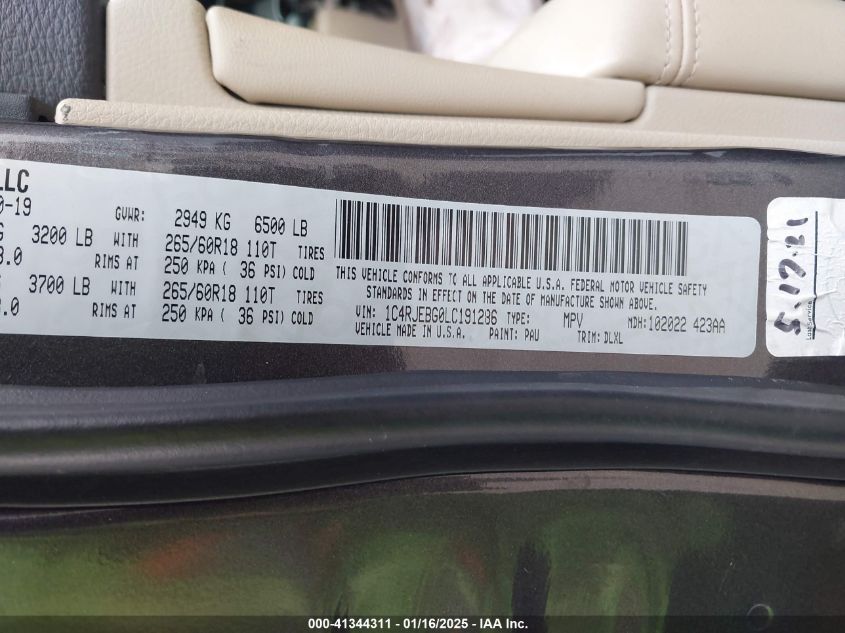 LLC
0-19
GVWR: 2949 KG 6500 LB
3200 LB WITH 265/60R18 110T TIRES
.0 RIMS AT 250 KPA ( 36 PSI) COLD
3700 LB WITH 265/60R18 110T TIRES
.0 RIMS AT 250 KPA ( 36 PSI) COLD
THIS VEHICLE CONFORMS TO ALL APPLICABLE U.S.A. FEDERAL MOTOR VEHICLE SAFETY
STANDARDS IN EFFECT ON THE DATE OF MANUFACTURE SHOWN ABOVE.
VIN: 1C4RJEBG0LC191286 TYPE: MPV MDH:102022 423AA
VEHICLE MADE IN U.S.A. PAINT: PAU TRIM: DLXL
5.17.21
000-41344311 - 01/16/2025 - IAA Inc.